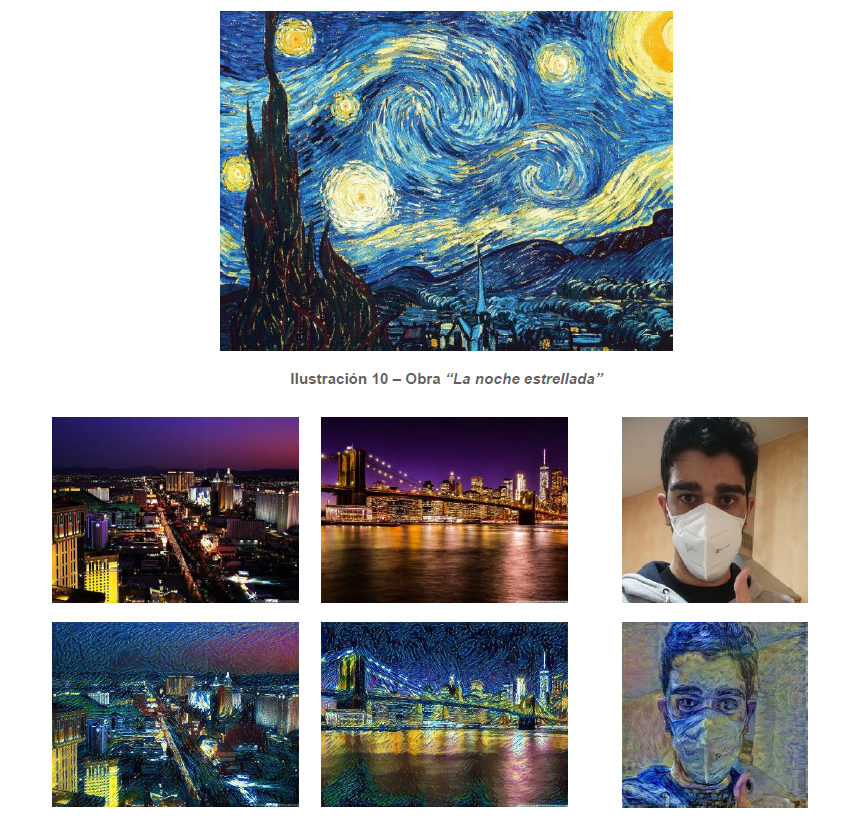 Ilustración 10 – Obra “La noche estrellada”